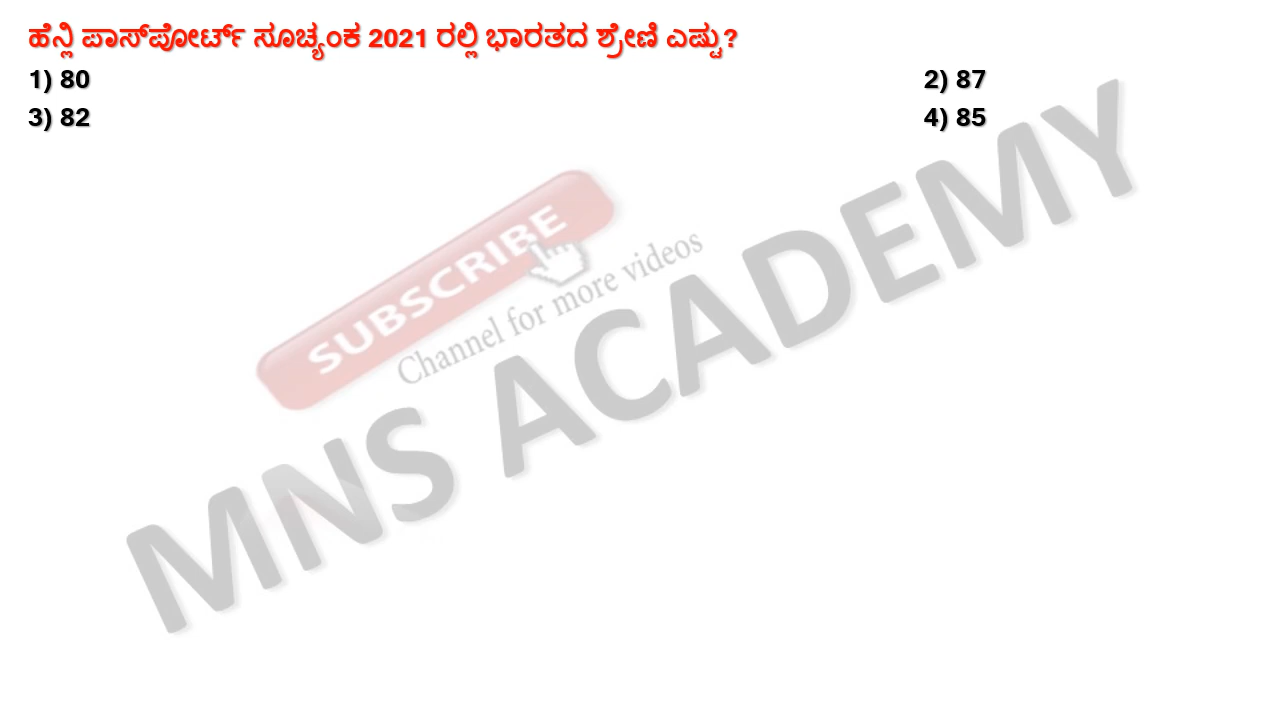 ಹೆನ್ಲಿ ಪಾಸ್‌ಪೋರ್ಟ್ ಸೂಚ್ಯಂಕ 2021 ರಲ್ಲಿ ಭಾರತದ ಶ್ರೇಣಿ ಎಷ್ಟು?
1) 80 2) 87
3) 82 4) 85
SUBSCRIBE
Channel for more videos
MNS ACADEMY